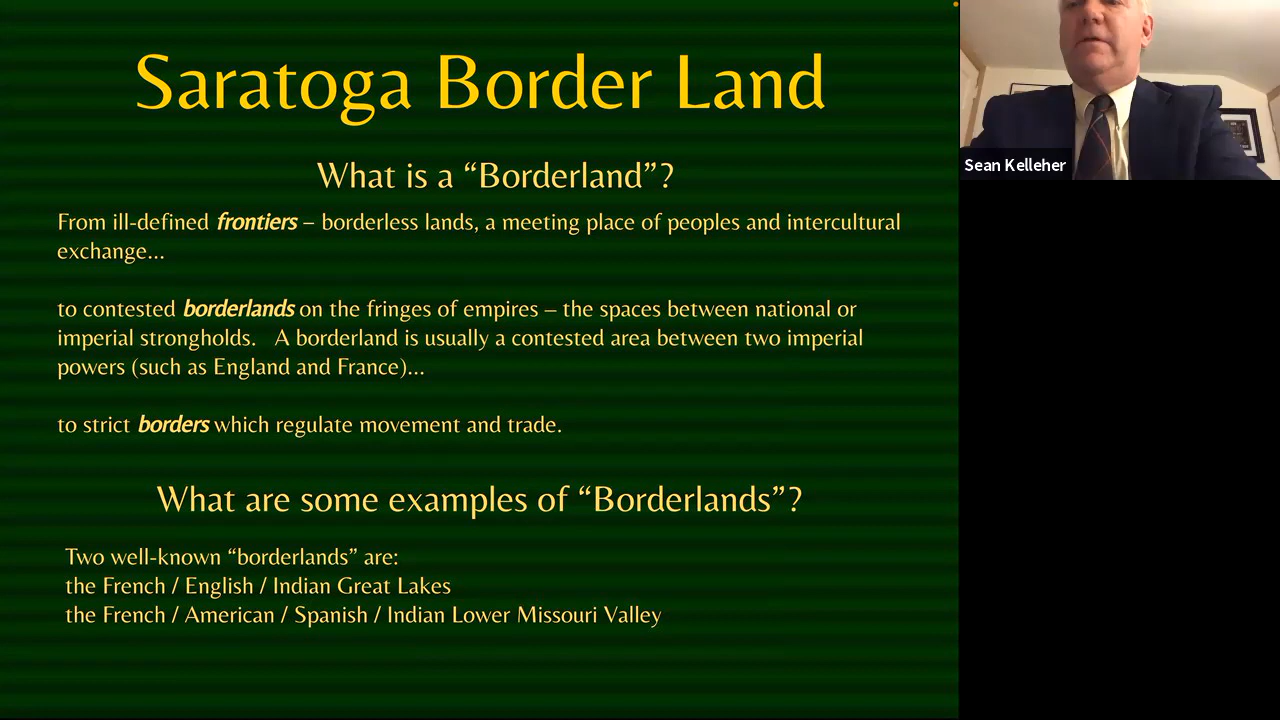 Saratoga Border Land
What is a “Borderland”?
From ill-defined frontiers – borderless lands, a meeting place of peoples and intercultural
exchange...
to contested borderlands on the fringes of empires – the spaces between national or
imperial strongholds.   A borderland is usually a contested area between two imperial
powers (such as England and France)...
to strict borders which regulate movement and trade.
What are some examples of “Borderlands”?
Two well-known “borderlands” are:
the French / English / Indian Great Lakes
the French / American / Spanish / Indian Lower Missouri Valley
Sean Kelleher